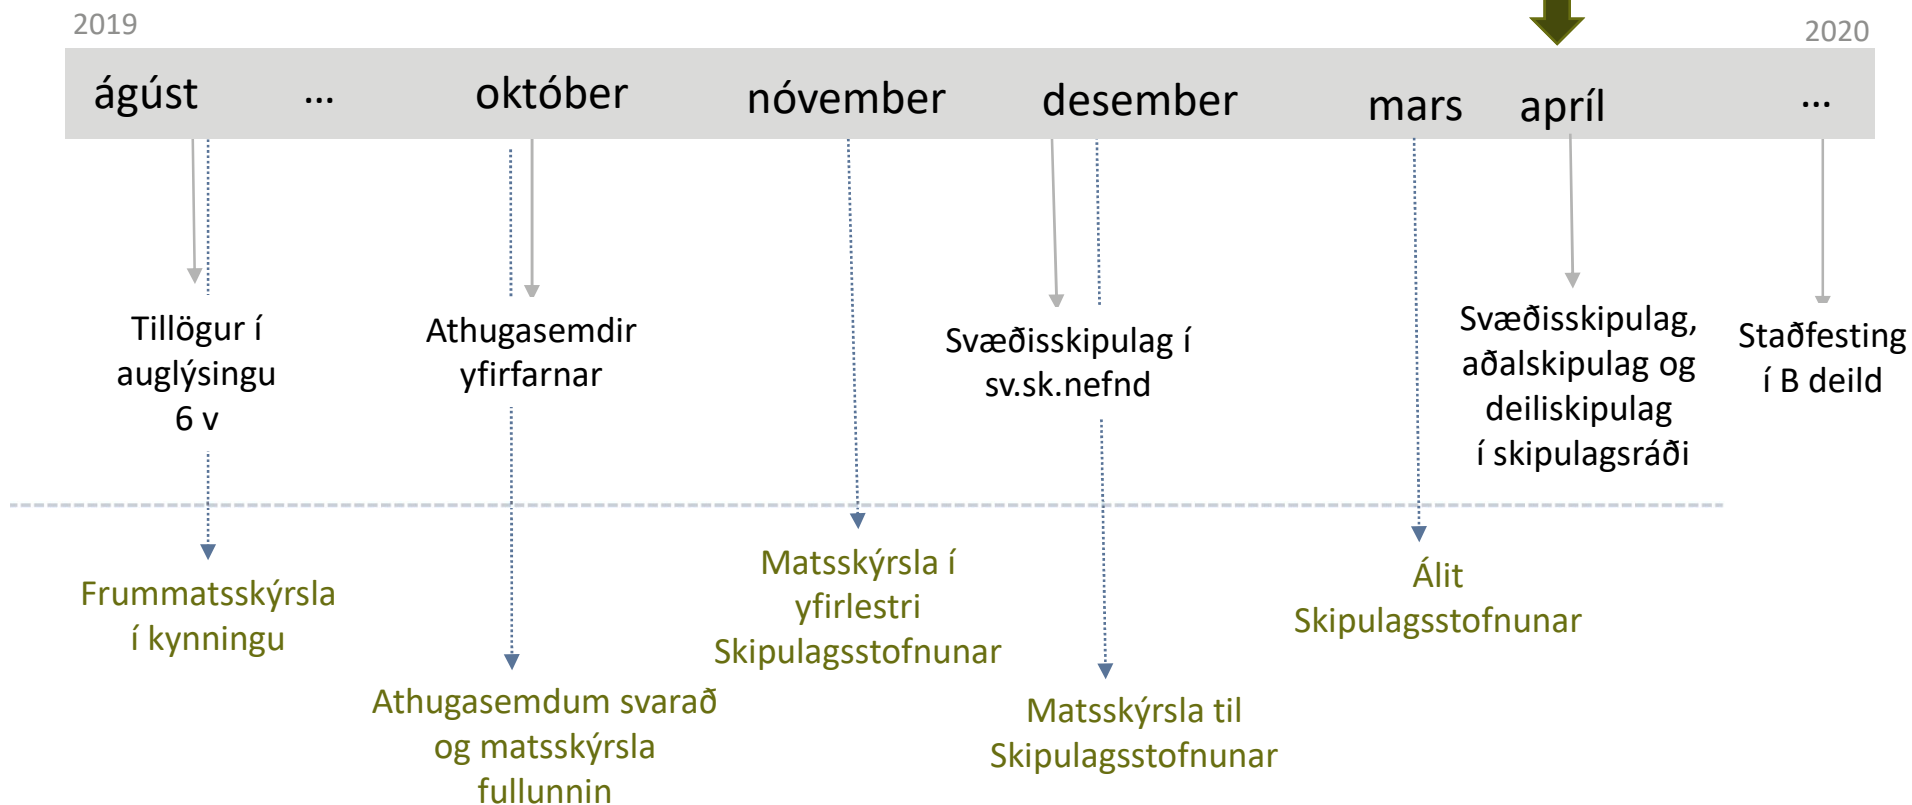 2019
2020
ágúst
...
október
nóvember
desember
mars
apríl
...
Tillögur í
auglýsingu
6 v
Athugasemdir
yfirfarnar
Svæðisskipulag í
sv.sk.nefnd
Svæðisskipulag,
aðalskipulag og
deiliskipulag
í skipulagsráði
Staðfesting
í B deild
Frummatsskýrsla
í kynningu
Athugasemdum svarað
og matsskýrsla
fullunnin
Matsskýrsla í
yfirlestri
Skipulagsstofnunar
Matsskýrsla til
Skipulagsstofnunar
Álit
Skipulagsstofnunar